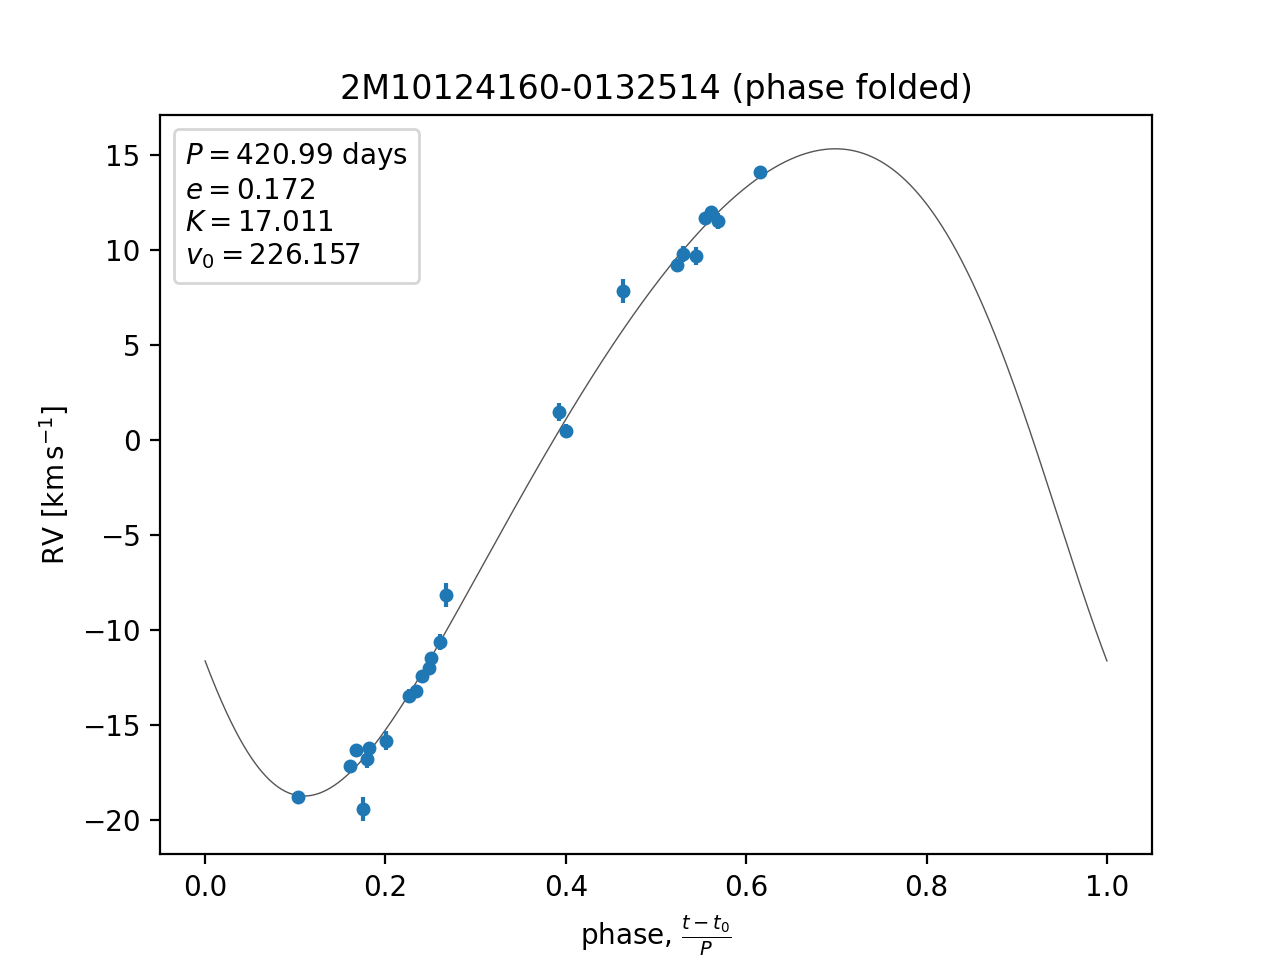 2M10124160-0132514 (phase folded)
P = 420.99 days
e = 0.172
K = 17.011
v₀ = 226.157
15
10
5
0
−5
−10
−15
−20
RV [km s⁻¹]
0.0 0.2 0.4 0.6 0.8 1.0
phase, (t − t₀)/P